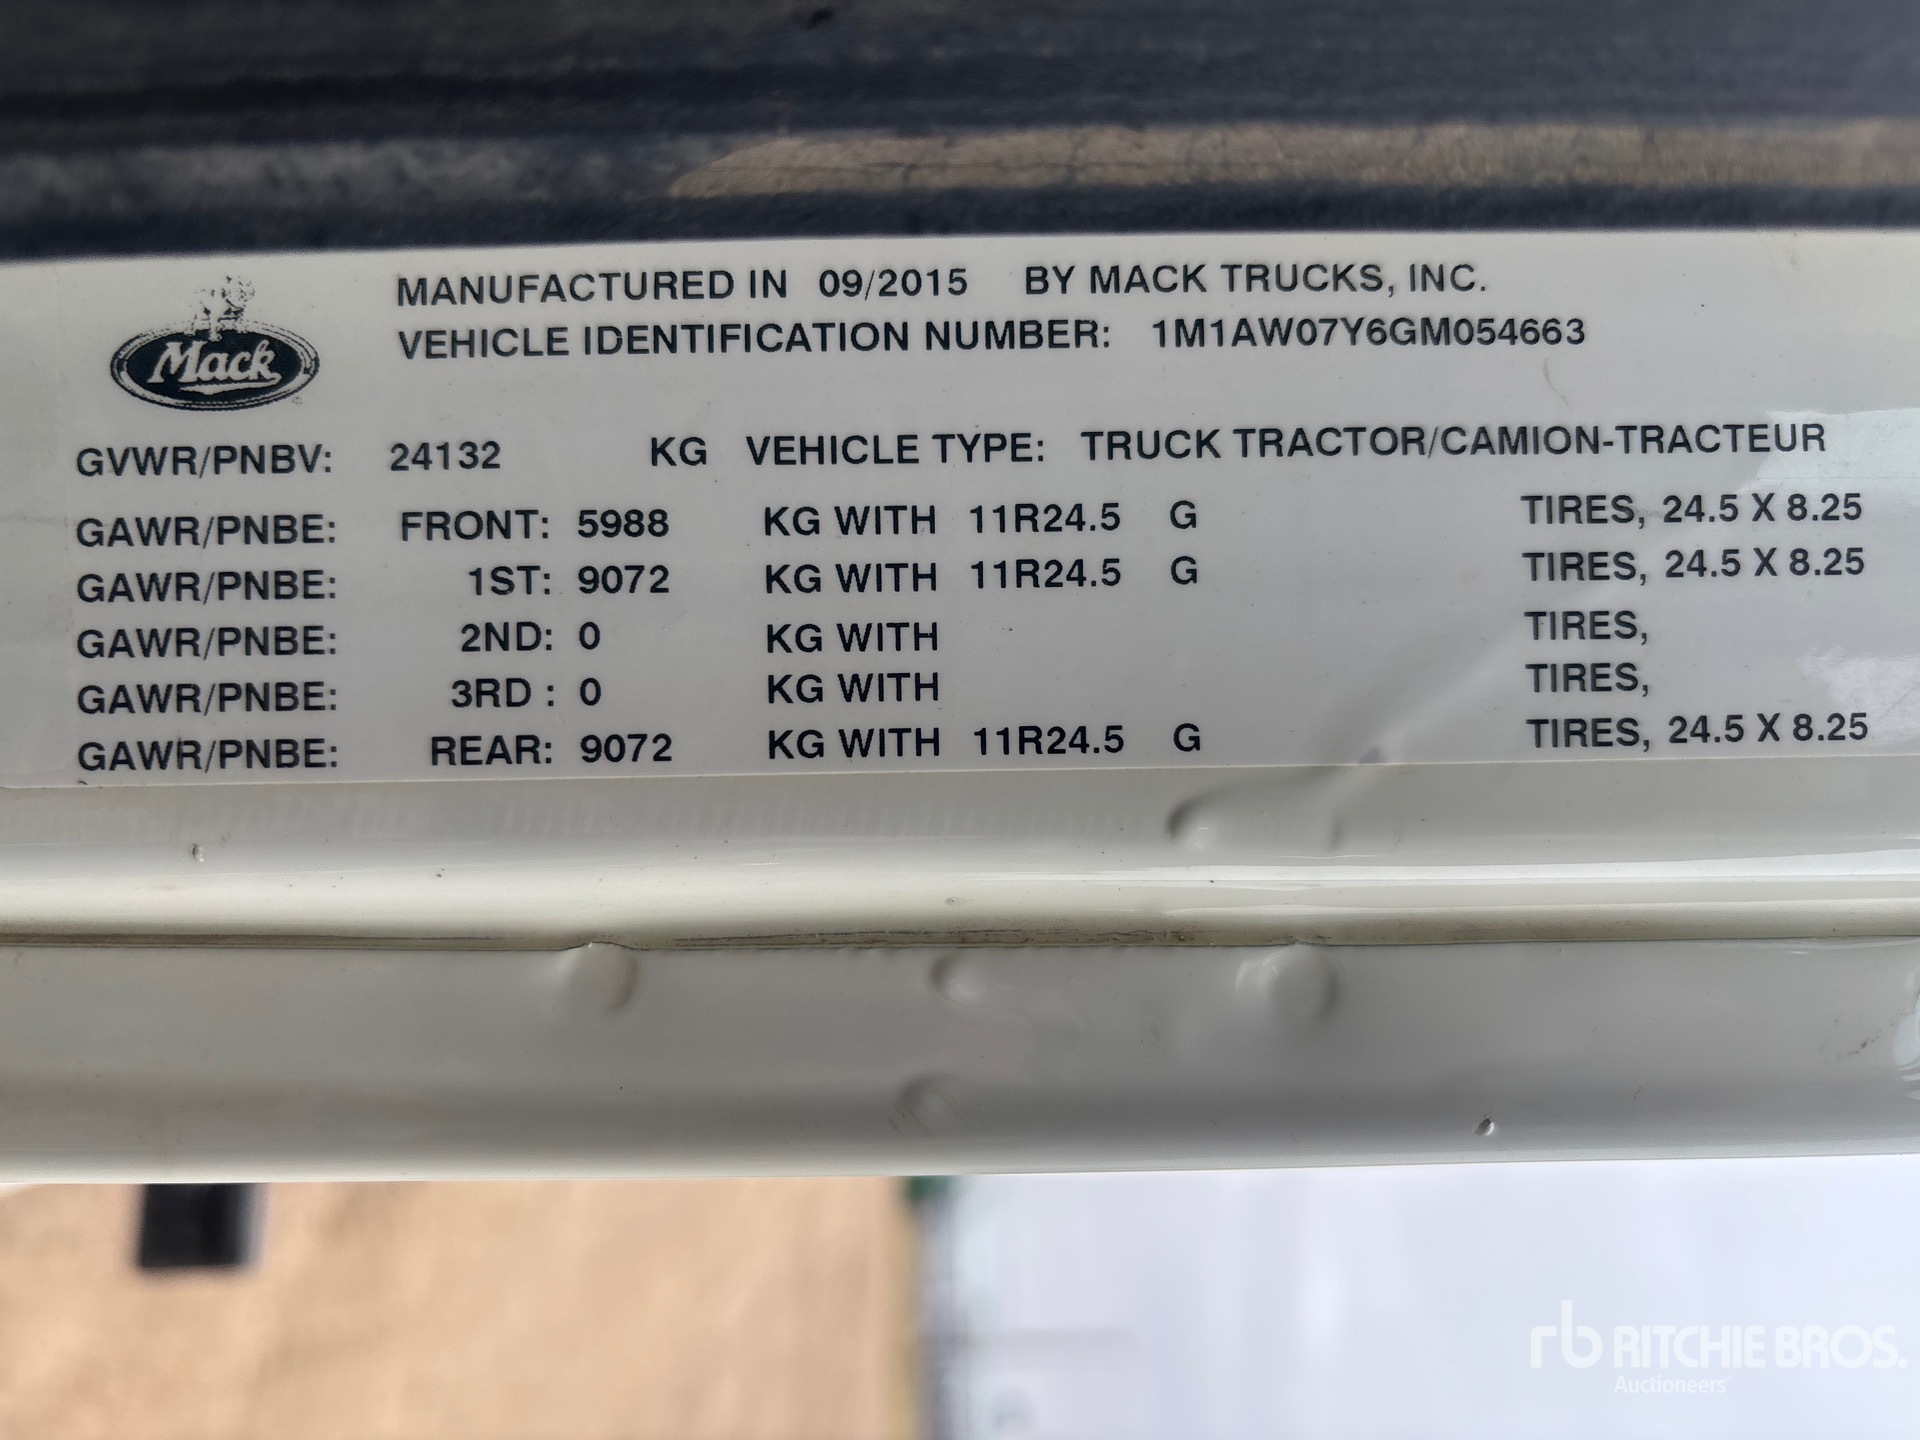 Mack
MANUFACTURED IN 09/2015 BY MACK TRUCKS, INC.
VEHICLE IDENTIFICATION NUMBER: 1M1AW07Y6GM054663
GVWR/PNBV: 24132 KG VEHICLE TYPE: TRUCK TRACTOR/CAMION-TRACTEUR
GAWR/PNBE: FRONT: 5988 KG WITH 11R24.5 G TIRES, 24.5 X 8.25
GAWR/PNBE: 1ST: 9072 KG WITH 11R24.5 G TIRES, 24.5 X 8.25
GAWR/PNBE: 2ND: 0 KG WITH TIRES,
GAWR/PNBE: 3RD : 0 KG WITH TIRES,
GAWR/PNBE: REAR: 9072 KG WITH 11R24.5 G TIRES, 24.5 X 8.25
rb RITCHIE BROS.
Auctioneers